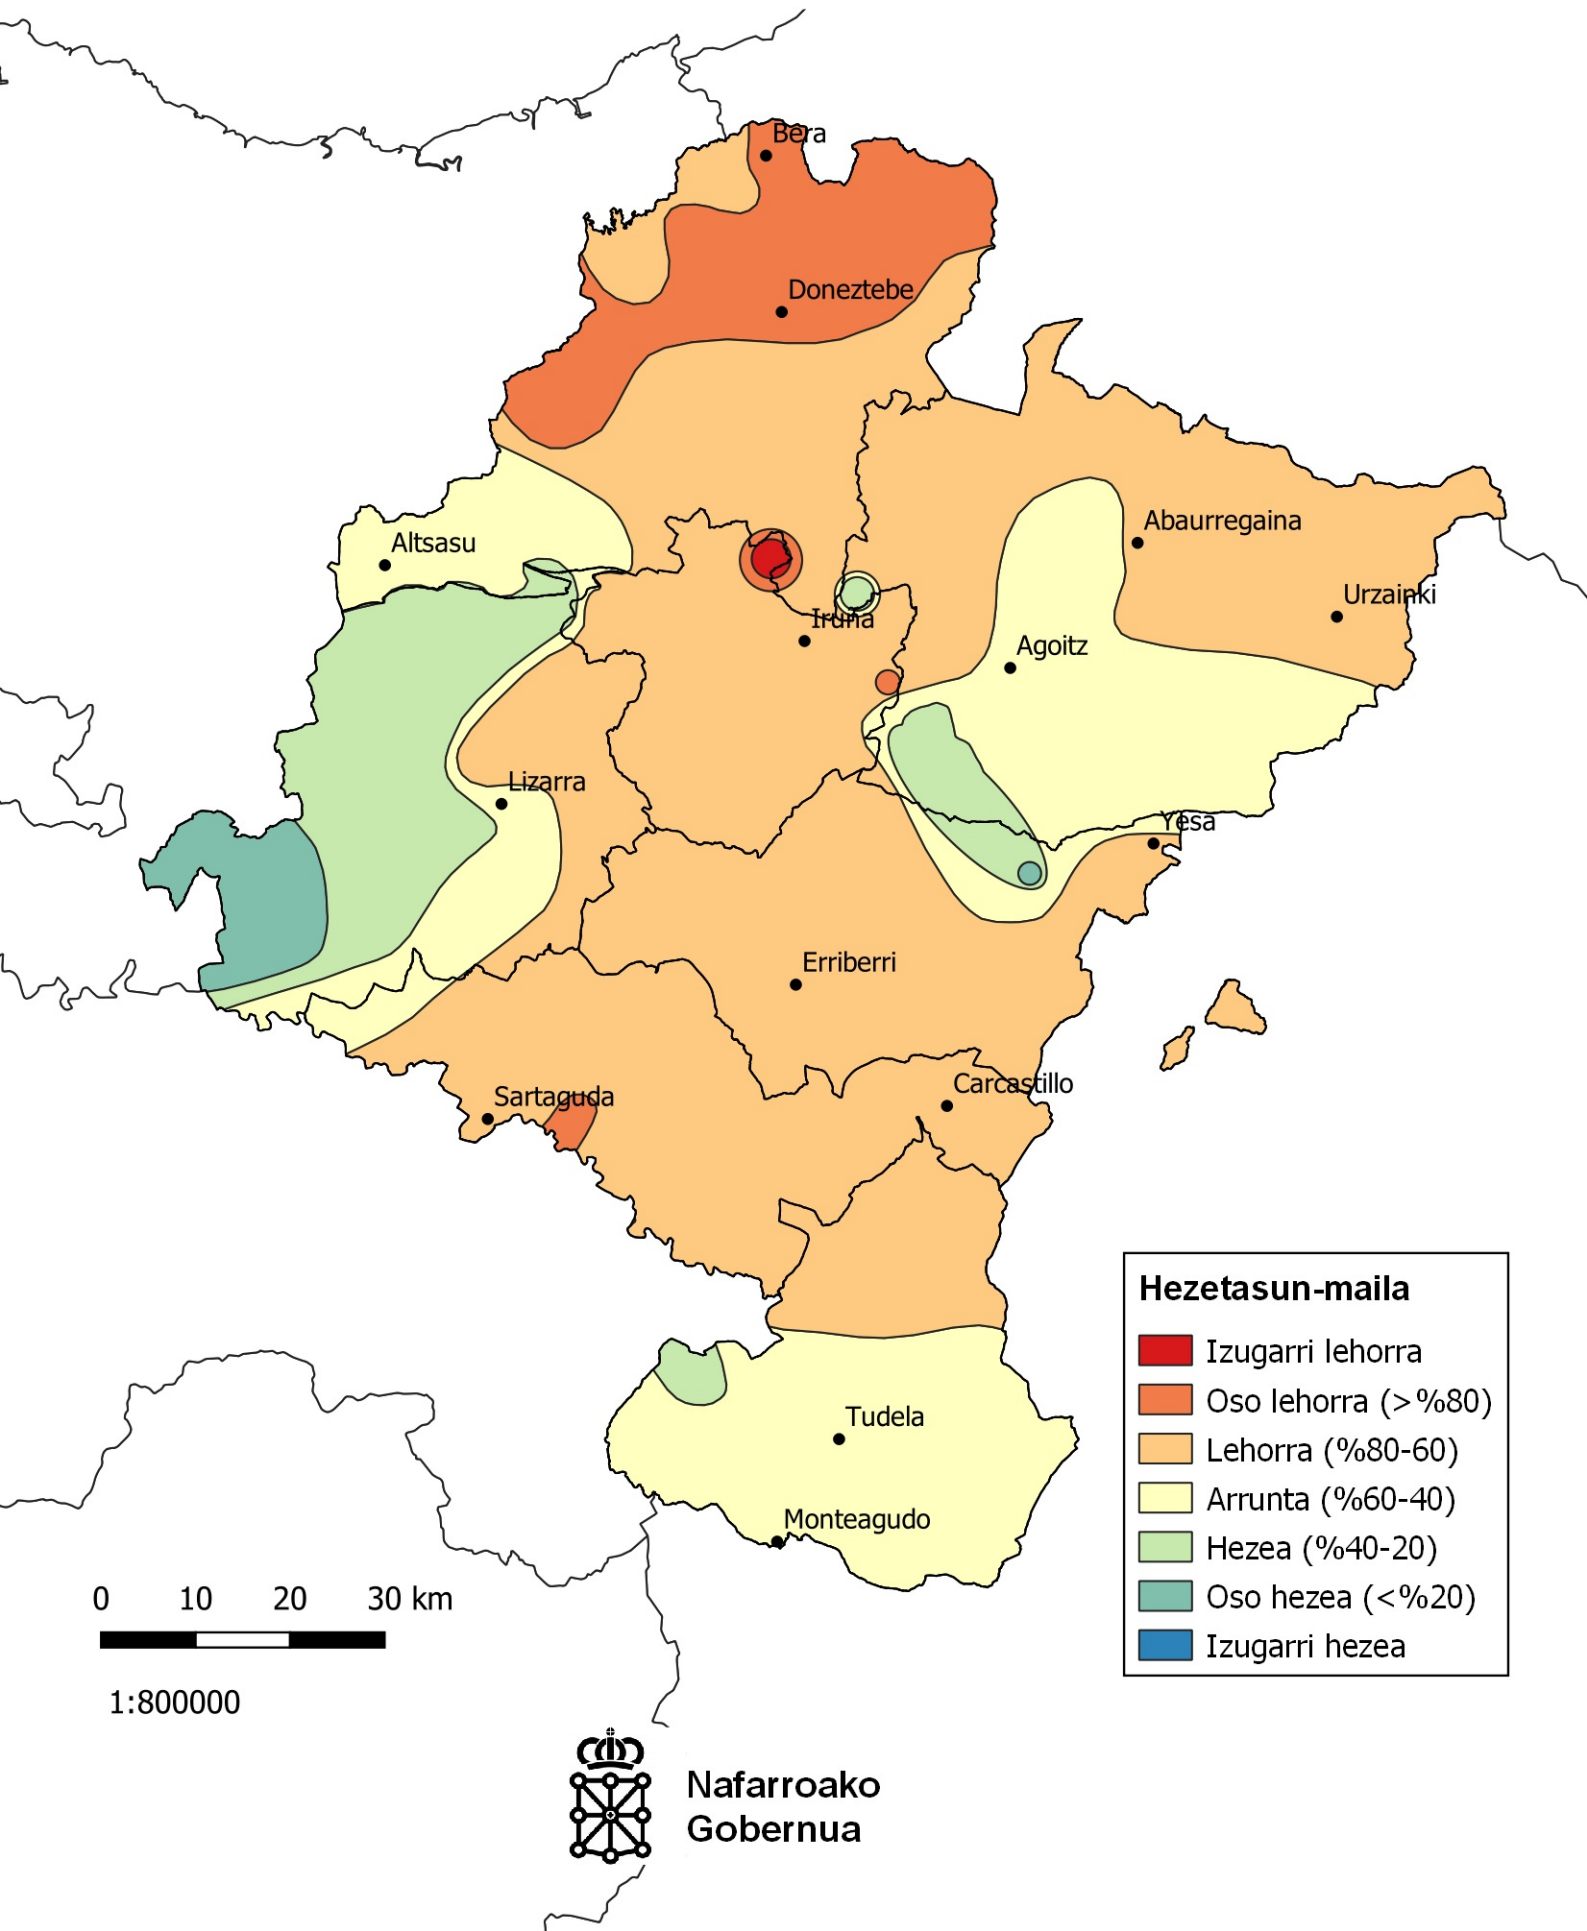 Bera
Doneztebe
Altsasu
Abaurregaina
Urzainki
Iruña
Agoitz
Lizarra
Yesa
Erriberri
Carcastillo
Sartaguda
Tudela
Monteagudo
Hezetasun-maila
Izugarri lehorra
Oso lehorra (>%80)
Lehorra (%80-60)
Arrunta (%60-40)
Hezea (%40-20)
Oso hezea (<%20)
Izugarri hezea
0 10 20 30 km
1:800000
Nafarroako
Gobernua